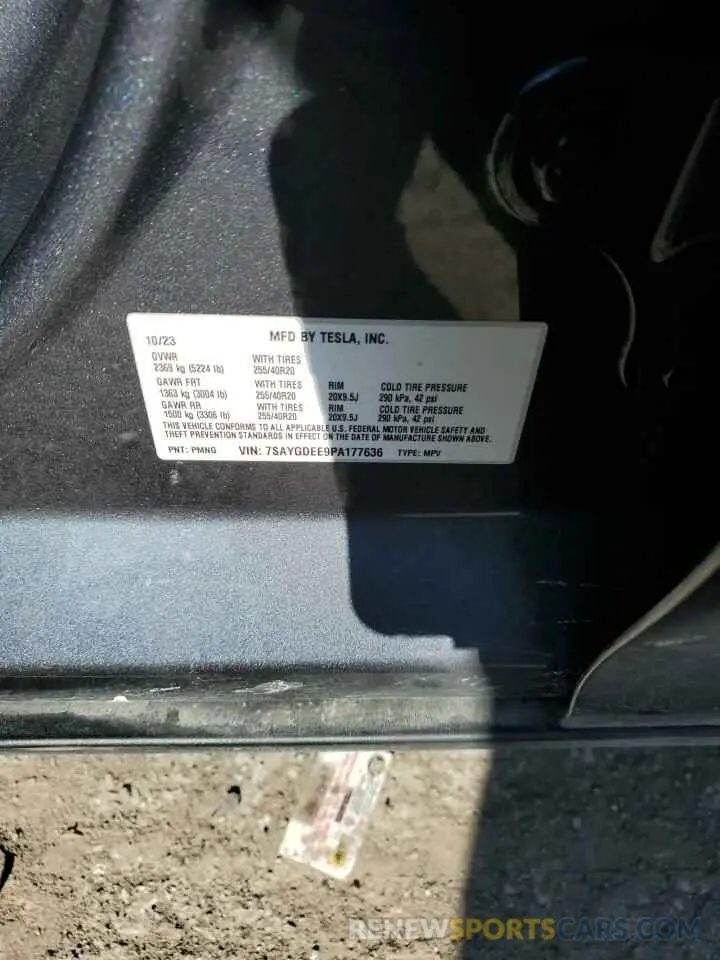 10/23 MFD BY TESLA, INC.
GVWR WITH TIRES
2369 kg (5224 lb) 255/40R20
GAWR FRT WITH TIRES RIM COLD TIRE PRESSURE
1363 kg (3004 lb) 255/40R20 20X9.5J 290 kPa, 42 psi
GAWR RR WITH TIRES RIM COLD TIRE PRESSURE
1500 kg (3306 lb) 255/40R20 20X9.5J 290 kPa, 42 psi
THIS VEHICLE CONFORMS TO ALL APPLICABLE U.S. FEDERAL MOTOR VEHICLE SAFETY AND
THEFT PREVENTION STANDARDS IN EFFECT ON THE DATE OF MANUFACTURE SHOWN ABOVE.
PNT: PMNG VIN: 7SAYGDEE9PA177636 TYPE: MPV
RENEWSPORTSCARS.COM